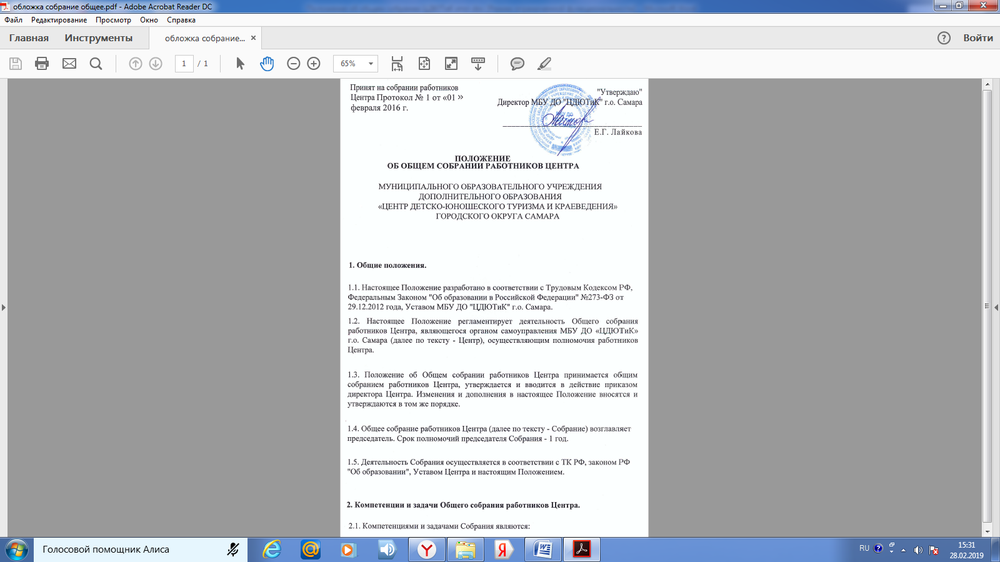 обложка собрание общее.pdf - Adobe Acrobat Reader DC
Файл Редактирование Просмотр Окно Справка
Главная Инструменты обложка собрание... × Войти
1 / 1 65%
Принят на собрании работников
Центра Протокол № 1 от «01 »
февраля 2016 г.
"Утверждаю"
Директор МБУ ДО "ЦДЮТиК" г.о. Самара
Е.Г. Лайкова
ПОЛОЖЕНИЕ
ОБ ОБЩЕМ СОБРАНИИ РАБОТНИКОВ ЦЕНТРА
МУНИЦИПАЛЬНОГО ОБРАЗОВАТЕЛЬНОГО УЧРЕЖДЕНИЯ
ДОПОЛНИТЕЛЬНОГО ОБРАЗОВАНИЯ
«ЦЕНТР ДЕТСКО-ЮНОШЕСКОГО ТУРИЗМА И КРАЕВЕДЕНИЯ»
ГОРОДСКОГО ОКРУГА САМАРА
1. Общие положения.
1.1. Настоящее Положение разработано в соответствии с Трудовым Кодексом РФ,
Федеральным Законом "Об образовании в Российской Федерации" №273-ФЗ от
29.12.2012 года, Уставом МБУ ДО "ЦДЮТиК" г.о. Самара.
1.2. Настоящее Положение регламентирует деятельность Общего собрания
работников Центра, являющегося органом самоуправления МБУ ДО «ЦДЮТиК»
г.о. Самара (далее по тексту - Центр), осуществляющим полномочия работников
Центра.
1.3. Положение об Общем собрании работников Центра принимается общим
собранием работников Центра, утверждается и вводится в действие приказом
директора Центра. Изменения и дополнения в настоящее Положение вносятся и
утверждаются в том же порядке.
1.4. Общее собрание работников Центра (далее по тексту - Собрание) возглавляет
председатель. Срок полномочий председателя Собрания - 1 год.
1.5. Деятельность Собрания осуществляется в соответствии с ТК РФ, законом РФ
"Об образовании", Уставом Центра и настоящим Положением.
2. Компетенции и задачи Общего собрания работников Центра.
2.1. Компетенциями и задачами Собрания являются:
Голосовой помощник Алиса
RU 15:31
28.02.2019